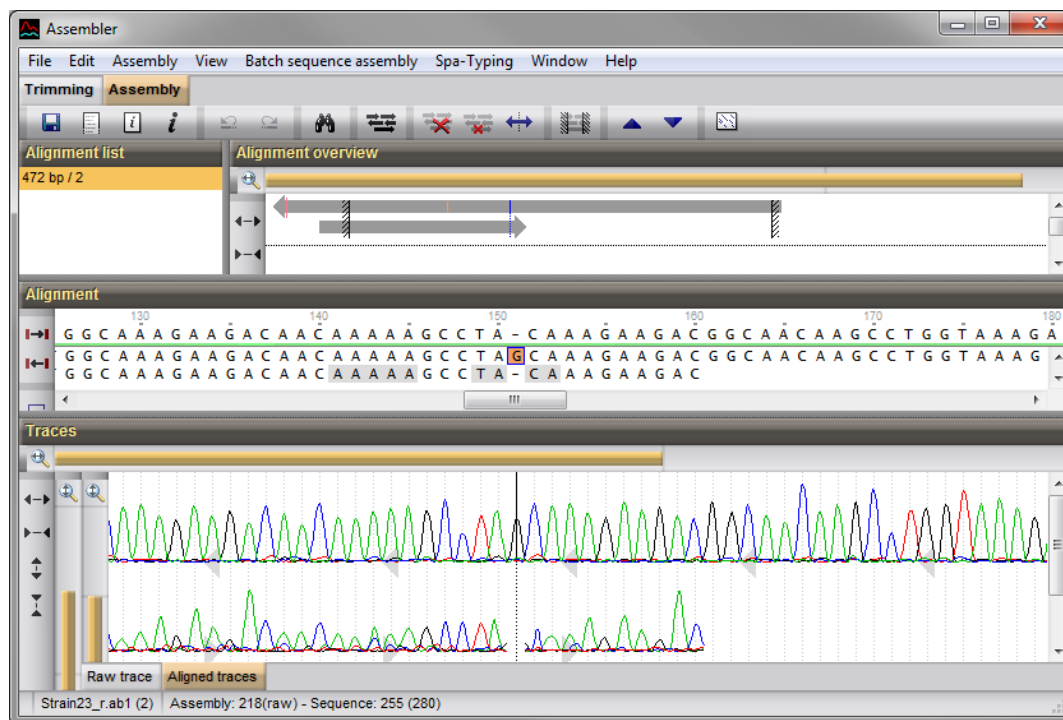 Assembler
File Edit Assembly View Batch sequence assembly Spa-Typing Window Help
Trimming Assembly
Alignment list
472 bp / 2
Alignment overview
Alignment
130 140 150 160 170 180
G G C A A A G A A G A C A A C A A A A A G C C T A - C A A A G A A G A C G G C A A C A A G C C T G G T A A A G A
G G C A A A G A A G A C A A C A A A A A G C C T A G C A A A G A A G A C G G C A A C A A G C C T G G T A A A G
G G C A A A G A A G A C A A C A A A A A G C C T A - C A A A G A A G A C
Traces
Raw trace Aligned traces
Strain23_r.ab1 (2) Assembly: 218(raw) - Sequence: 255 (280)